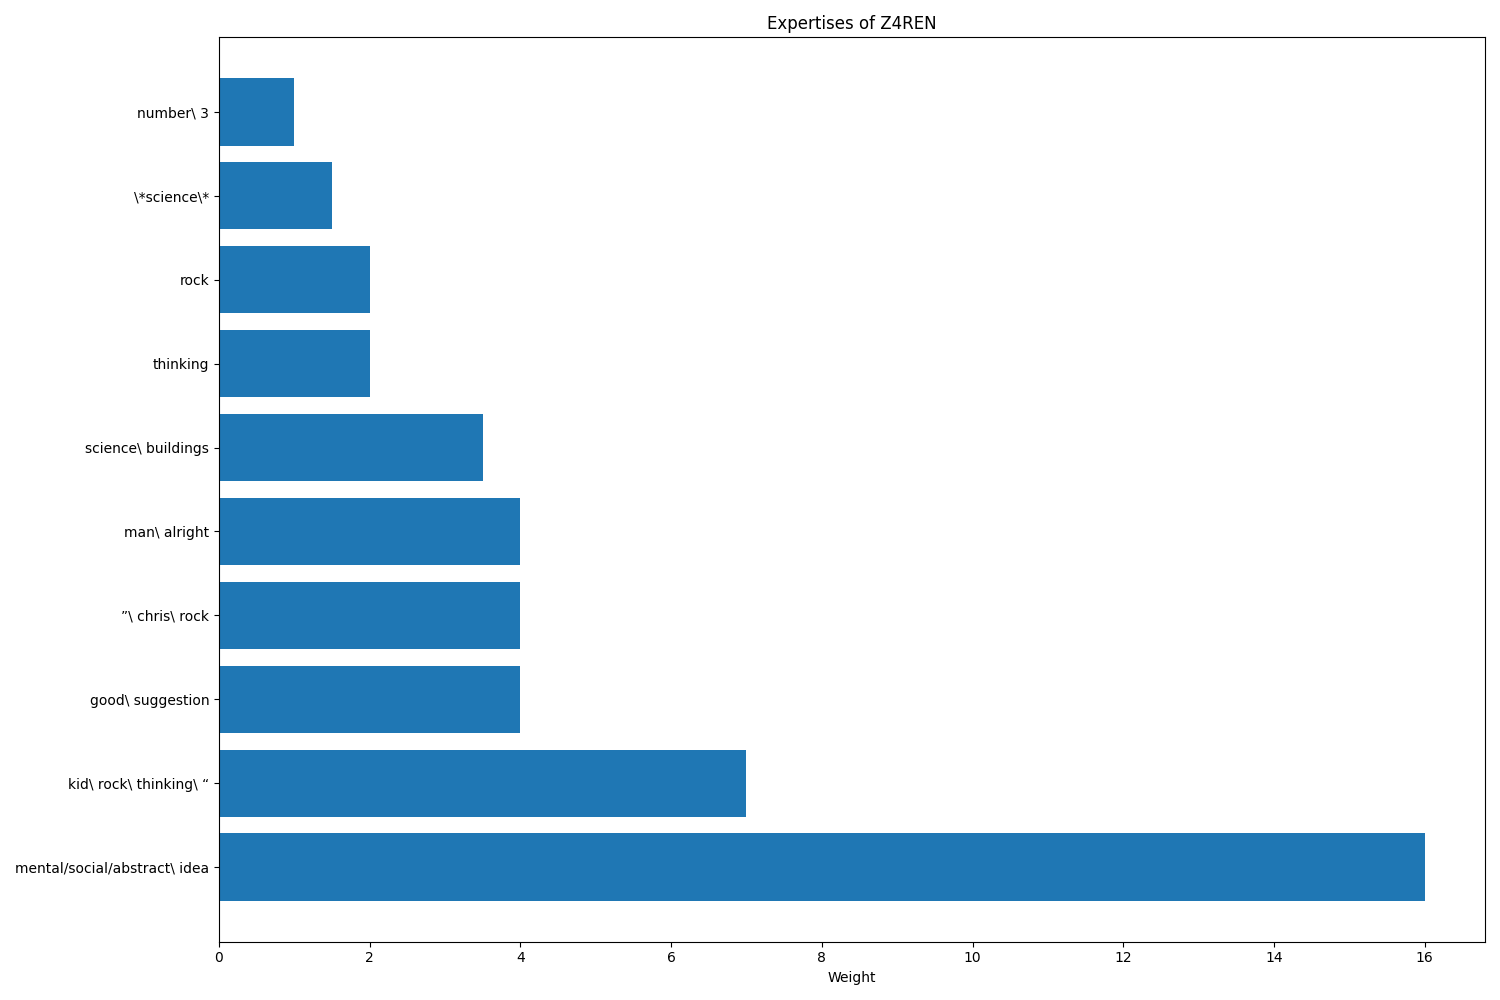 Expertises of Z4REN
number\ 3
\*science\*
rock
thinking
science\ buildings
man\ alright
”\ chris\ rock
good\ suggestion
kid\ rock\ thinking\ “
mental/social/abstract\ idea
0 2 4 6 8 10 12 14 16
Weight